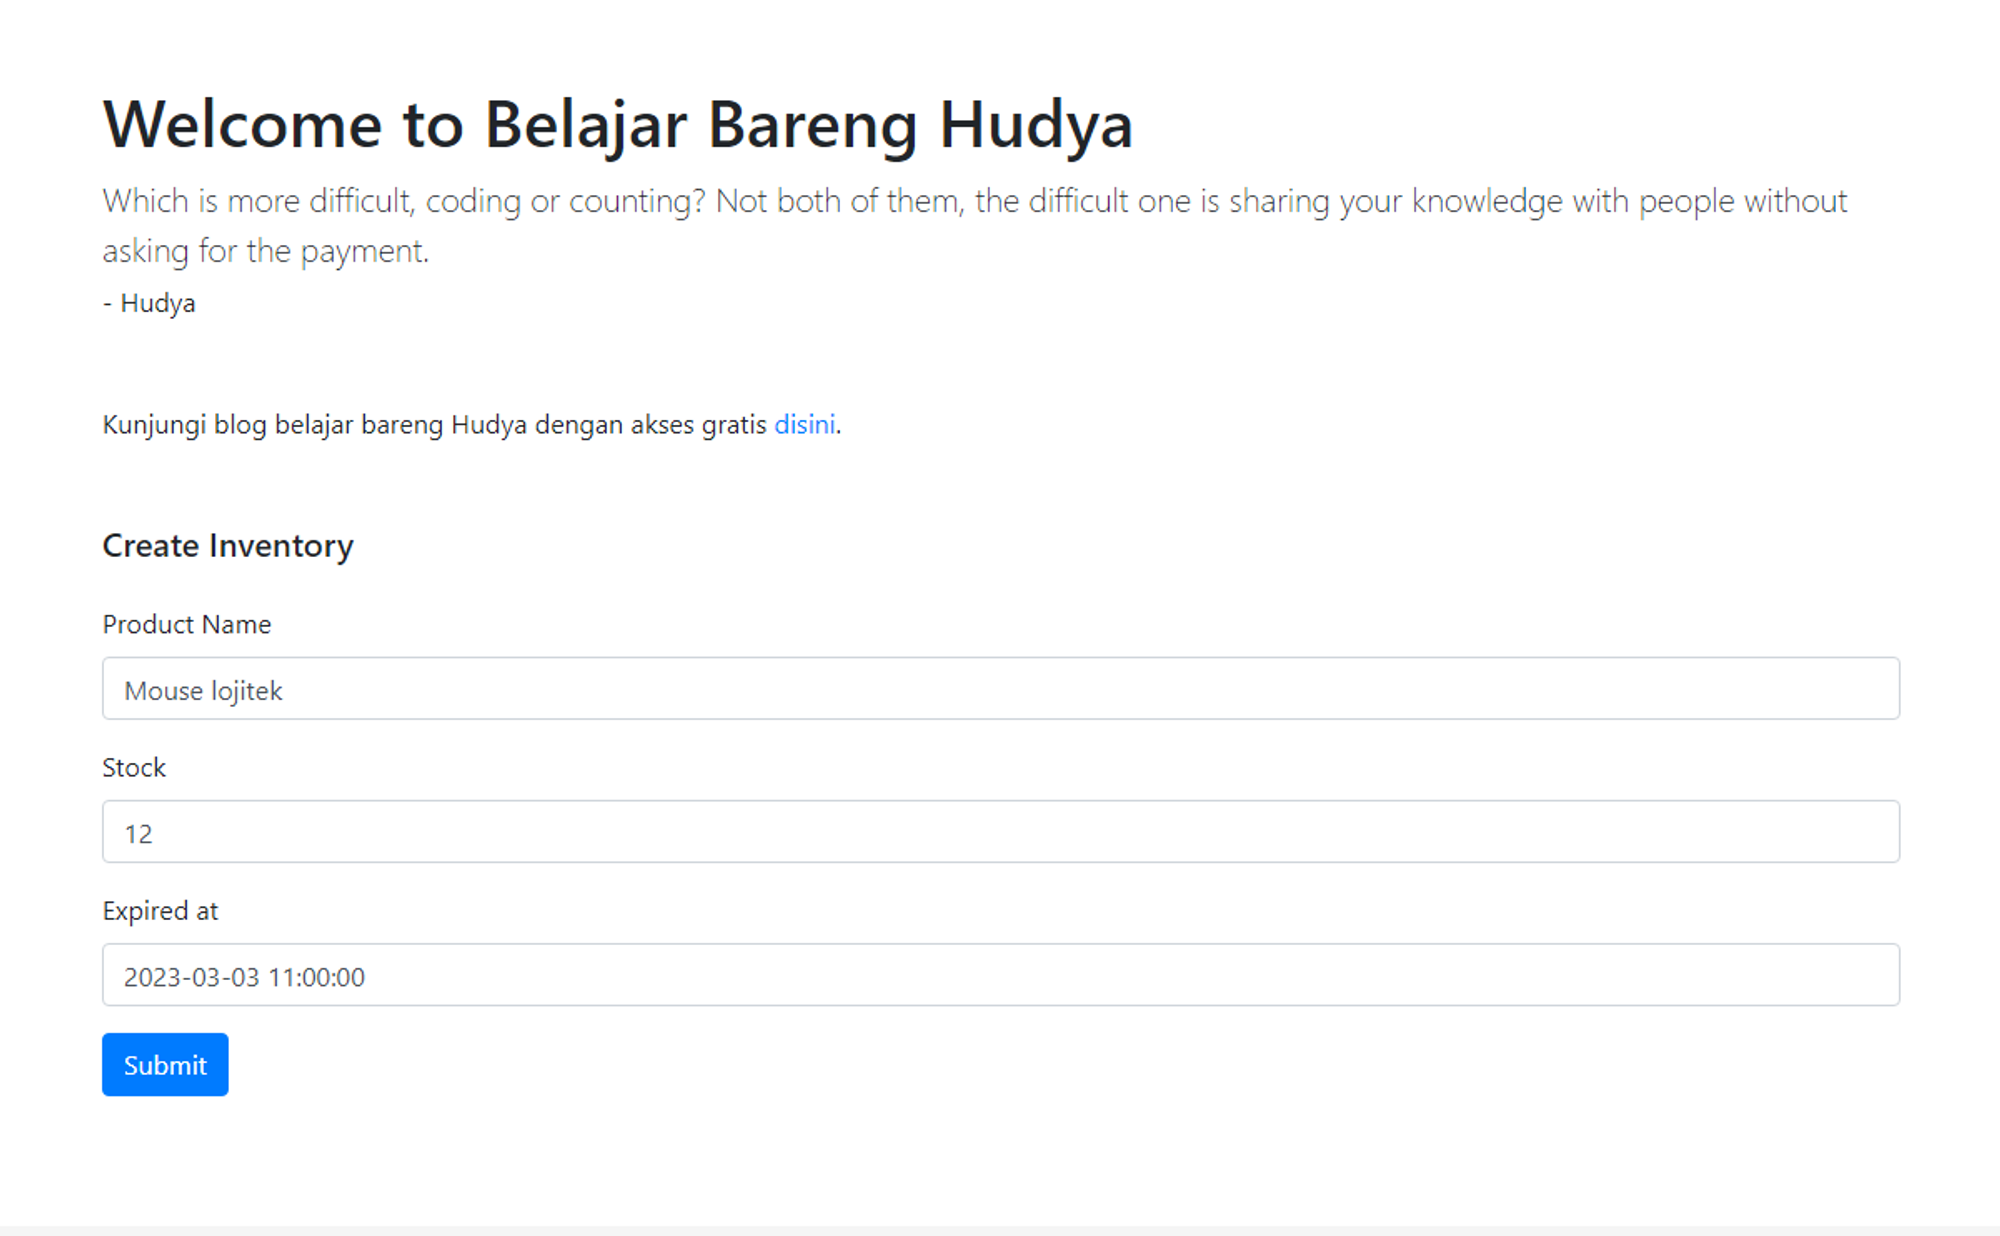 Welcome to Belajar Bareng Hudya
Which is more difficult, coding or counting? Not both of them, the difficult one is sharing your knowledge with people without
asking for the payment.
- Hudya
Kunjungi blog belajar bareng Hudya dengan akses gratis disini.
Create Inventory
Product Name
Mouse lojitek
Stock
12
Expired at
2023-03-03 11:00:00
Submit